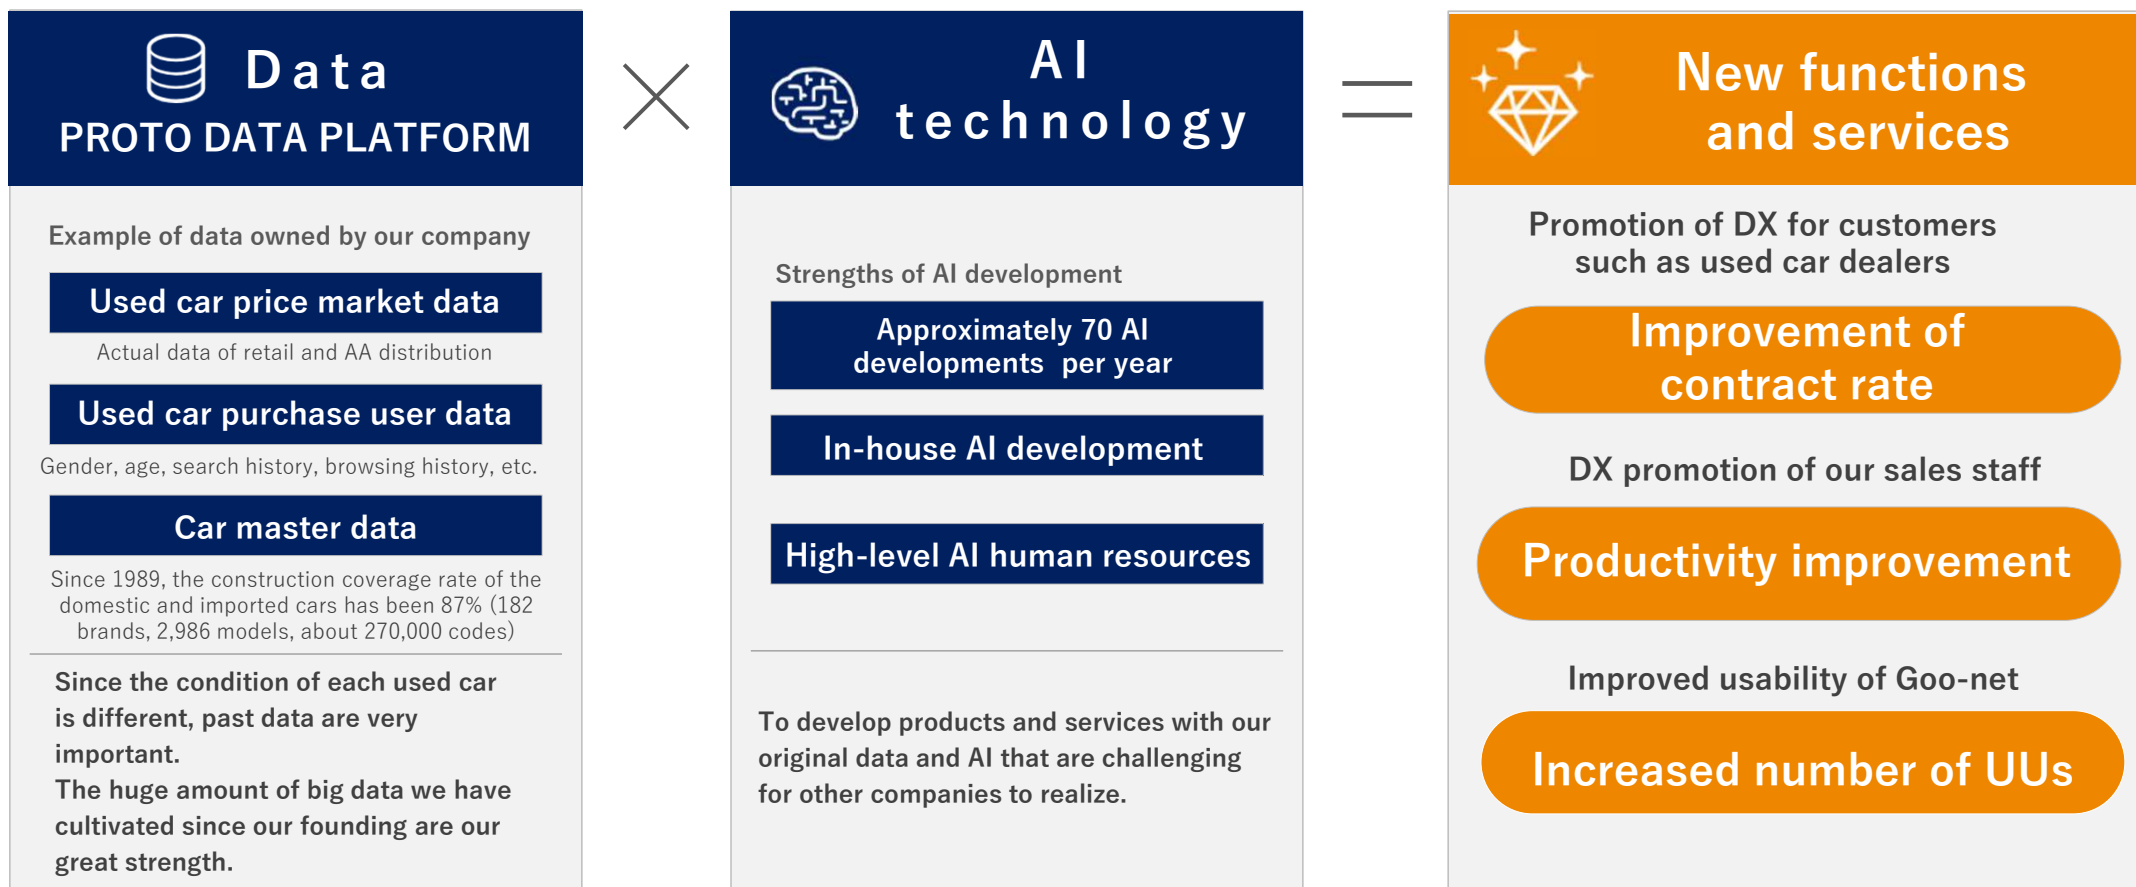 Data
PROTO DATA PLATFORM
Example of data owned by our company
Used car price market data
Actual data of retail and AA distribution
Used car purchase user data
Gender, age, search history, browsing history, etc.
Car master data
Since 1989, the construction coverage rate of the
domestic and imported cars has been 87% (182
brands, 2,986 models, about 270,000 codes)
Since the condition of each used car
is different, past data are very
important.
The huge amount of big data we have
cultivated since our founding are our
great strength.
×
AI
technology
Strengths of AI development
Approximately 70 AI
developments per year
In-house AI development
High-level AI human resources
To develop products and services with our
original data and AI that are challenging
for other companies to realize.
=
New functions
and services
Promotion of DX for customers
such as used car dealers
Improvement of
contract rate
DX promotion of our sales staff
Productivity improvement
Improved usability of Goo-net
Increased number of UUs